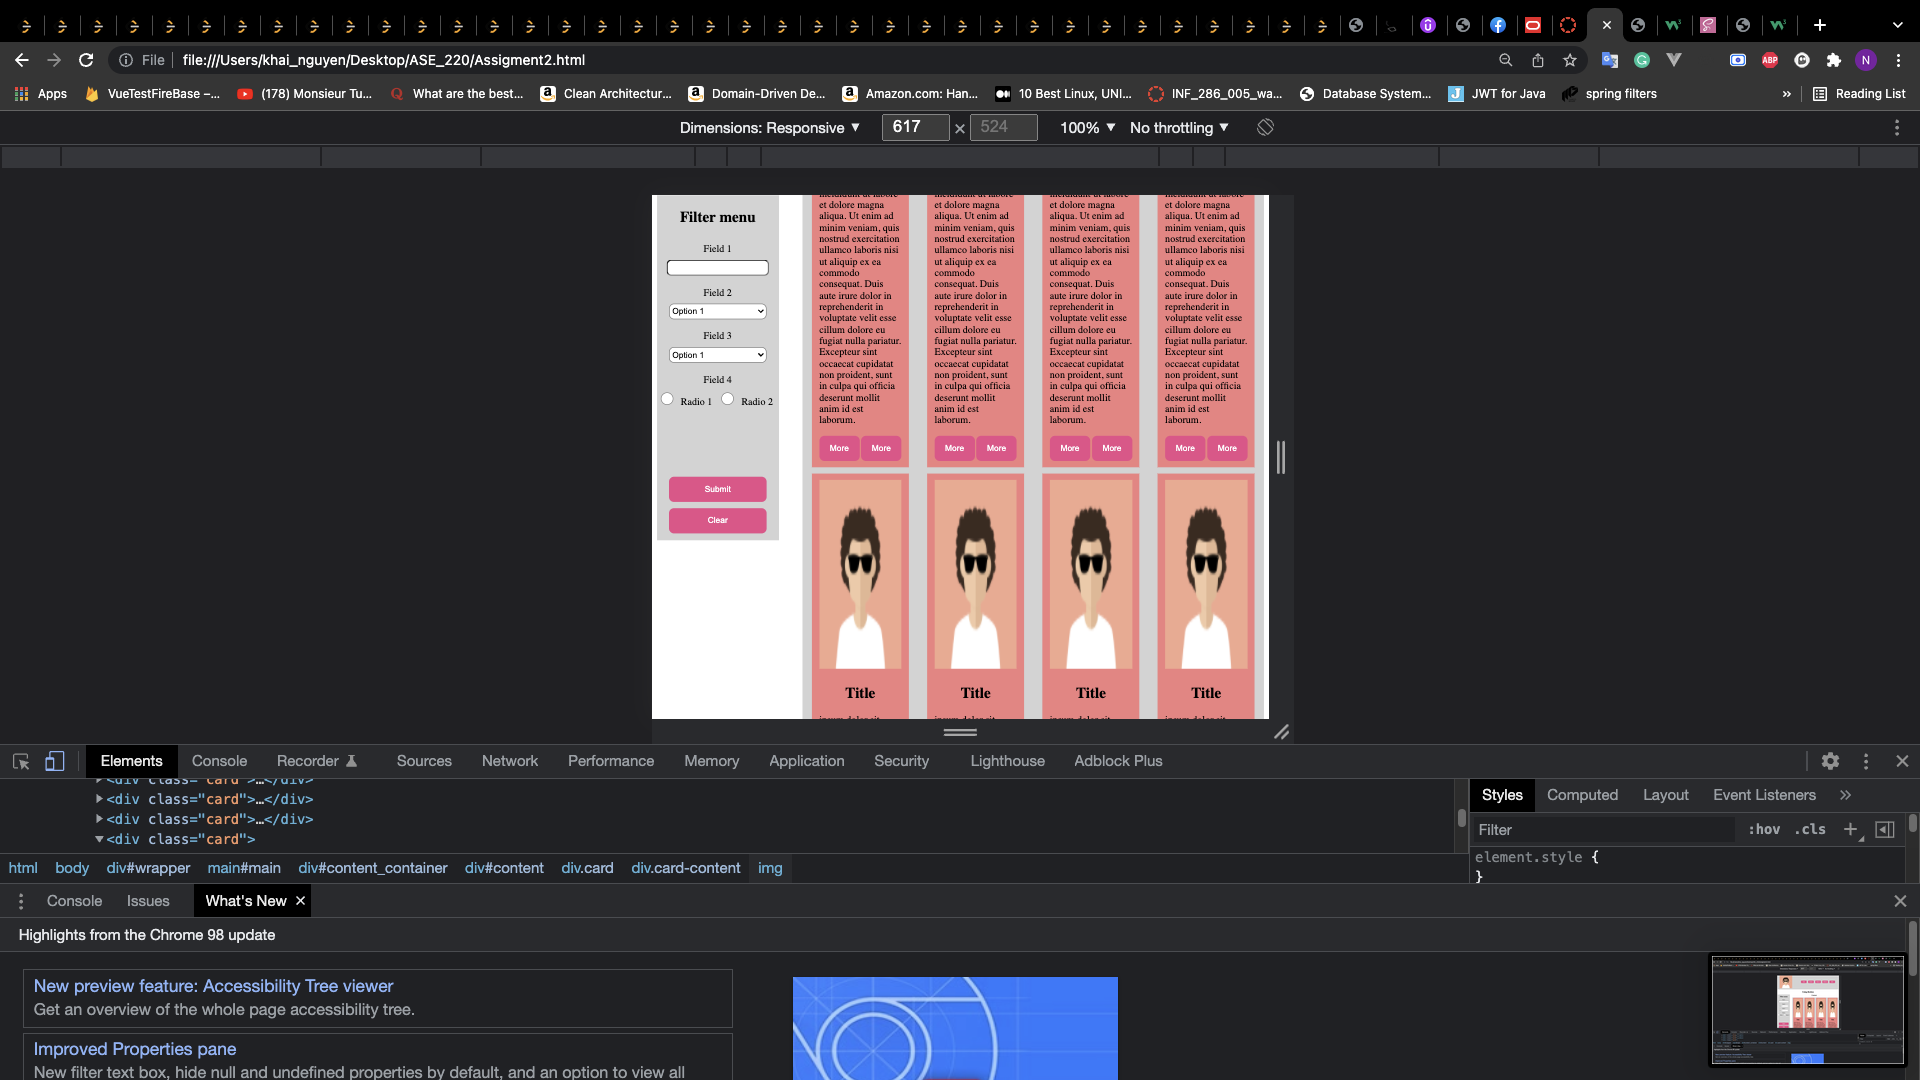 File
file:///Users/khai_nguyen/Desktop/ASE_220/Assigment2.html
N
Apps
VueTestFireBase –...
(178) Monsieur Tu...
What are the best...
Clean Architectur...
Domain-Driven De...
Amazon.com: Han...
10 Best Linux, UNI...
INF_286_005_wa...
Database System...
JWT for Java
spring filters
»
Reading List
Dimensions: Responsive
617
×
524
100%
No throttling
Filter menu
Field 1
Field 2
Option 1
Field 3
Option 1
Field 4
Radio 1
Radio 2
Submit
Clear
et dolore magna
aliqua. Ut enim ad
minim veniam, quis
nostrud exercitation
ullamco laboris nisi
ut aliquip ex ea
commodo
consequat. Duis
aute irure dolor in
reprehenderit in
voluptate velit esse
cillum dolore eu
fugiat nulla pariatur.
Excepteur sint
occaecat cupidatat
non proident, sunt
in culpa qui officia
deserunt mollit
anim id est
laborum.
More More
et dolore magna
aliqua. Ut enim ad
minim veniam, quis
nostrud exercitation
ullamco laboris nisi
ut aliquip ex ea
commodo
consequat. Duis
aute irure dolor in
reprehenderit in
voluptate velit esse
cillum dolore eu
fugiat nulla pariatur.
Excepteur sint
occaecat cupidatat
non proident, sunt
in culpa qui officia
deserunt mollit
anim id est
laborum.
More More
et dolore magna
aliqua. Ut enim ad
minim veniam, quis
nostrud exercitation
ullamco laboris nisi
ut aliquip ex ea
commodo
consequat. Duis
aute irure dolor in
reprehenderit in
voluptate velit esse
cillum dolore eu
fugiat nulla pariatur.
Excepteur sint
occaecat cupidatat
non proident, sunt
in culpa qui officia
deserunt mollit
anim id est
laborum.
More More
et dolore magna
aliqua. Ut enim ad
minim veniam, quis
nostrud exercitation
ullamco laboris nisi
ut aliquip ex ea
commodo
consequat. Duis
aute irure dolor in
reprehenderit in
voluptate velit esse
cillum dolore eu
fugiat nulla pariatur.
Excepteur sint
occaecat cupidatat
non proident, sunt
in culpa qui officia
deserunt mollit
anim id est
laborum.
More More
Title Title Title Title
Elements Console Recorder Sources Network Performance Memory Application Security Lighthouse Adblock Plus
<div class="card">…</div>
<div class="card">…</div>
<div class="card">…</div>
<div class="card">
html body div#wrapper main#main div#content_container div#content div.card div.card-content img
Styles Computed Layout Event Listeners »
Filter
:hov .cls
element.style {
}
Console Issues What's New
Highlights from the Chrome 98 update
New preview feature: Accessibility Tree viewer
Get an overview of the whole page accessibility tree.
Improved Properties pane
New filter text box, hide null and undefined properties by default, and an option to view all